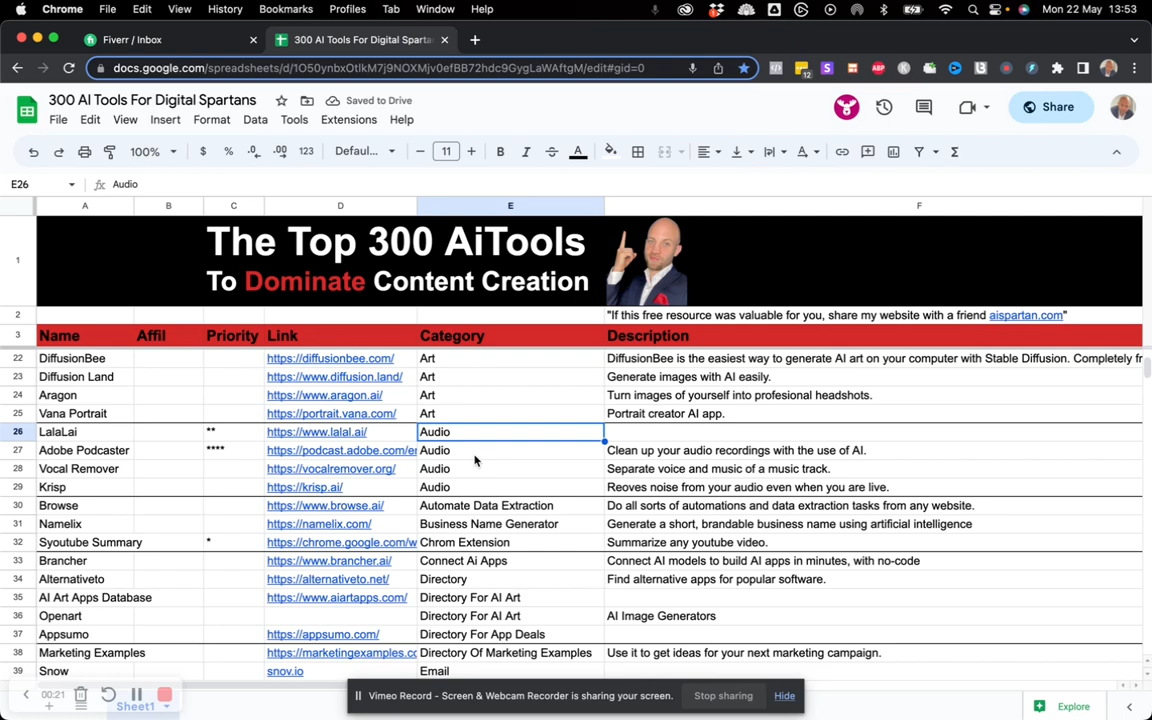 Chrome File Edit View History Bookmarks Profiles Tab Window Help Mon 22 May 13:53
Fiverr / Inbox 300 AI Tools For Digital Sparta
docs.google.com/spreadsheets/d/1O50ynbxOtlkM7j9NOXMjv0efBB72hdc9GygLaWAftgM/edit#gid=0
300 AI Tools For Digital Spartans Saved to Drive
File Edit View Insert Format Data Tools Extensions Help
Share
100% $ % .0 .00 123 Defaul... 11 B I A
E26 fx Audio
A B C D E F
1 The Top 300 AiTools
To Dominate Content Creation
2 "If this free resource was valuable for you, share my website with a friend aispartan.com"
3 Name Affil Priority Link Category Description
22 DiffusionBee https://diffusionbee.com/ Art DiffusionBee is the easiest way to generate AI art on your computer with Stable Diffusion. Completely fr
23 Diffusion Land https://www.diffusion.land/ Art Generate images with AI easily.
24 Aragon https://www.aragon.ai/ Art Turn images of yourself into profesional headshots.
25 Vana Portrait https://portrait.vana.com/ Art Portrait creator AI app.
26 LalaLai ** https://www.lalal.ai/ Audio
27 Adobe Podcaster **** https://podcast.adobe.com/er Audio Clean up your audio recordings with the use of AI.
28 Vocal Remover https://vocalremover.org/ Audio Separate voice and music of a music track.
29 Krisp https://krisp.ai/ Audio Reoves noise from your audio even when you are live.
30 Browse https://www.browse.ai/ Automate Data Extraction Do all sorts of automations and data extraction tasks from any website.
31 Namelix https://namelix.com/ Business Name Generator Generate a short, brandable business name using artificial intelligence
32 Syoutube Summary * https://chrome.google.com/w Chrom Extension Summarize any youtube video.
33 Brancher https://www.brancher.ai/ Connect Ai Apps Connect AI models to build AI apps in minutes, with no-code
34 Alternativeto https://alternativeto.net/ Directory Find alternative apps for popular software.
35 AI Art Apps Database https://www.aiartapps.com/ Directory For AI Art
36 Openart Directory For AI Art AI Image Generators
37 Appsumo https://appsumo.com/ Directory For App Deals
38 Marketing Examples https://marketingexamples.co Directory Of Marketing Examples Use it to get ideas for your next marketing campaign.
39 Snow snov.io Email
00:21 Vimeo Record - Screen & Webcam Recorder is sharing your screen. Stop sharing Hide
Sheet1 Explore